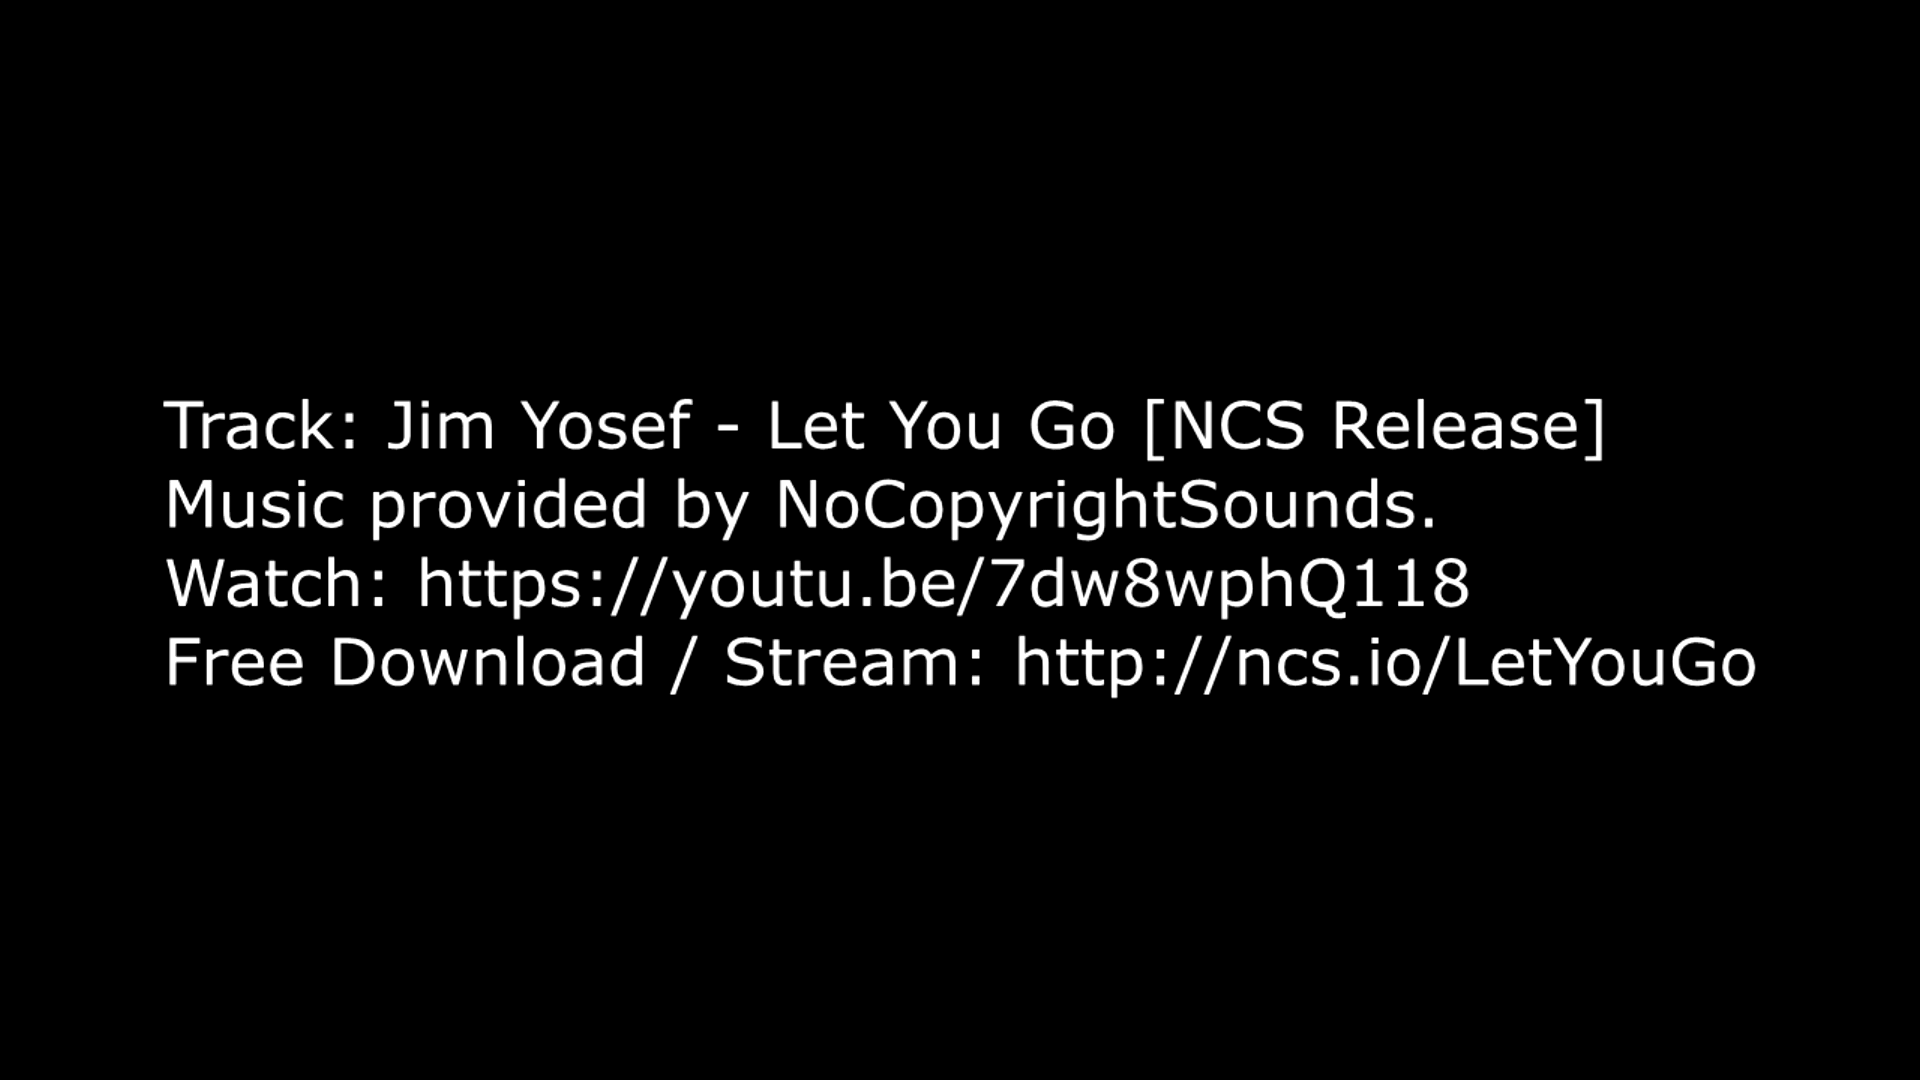 Track: Jim Yosef - Let You Go [NCS Release]
Music provided by NoCopyrightSounds.
Watch: https://youtu.be/7dw8wphQ118
Free Download / Stream: http://ncs.io/LetYouGo